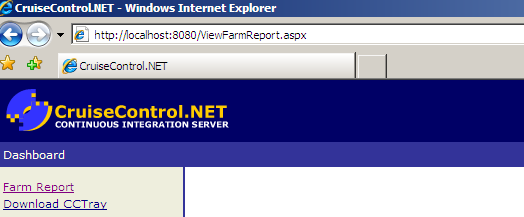 CruiseControl.NET - Windows Internet Explorer
http://localhost:8080/ViewFarmReport.aspx
CruiseControl.NET
CruiseControl.NET
CONTINUOUS INTEGRATION SERVER
Dashboard
Farm Report
Download CCTray